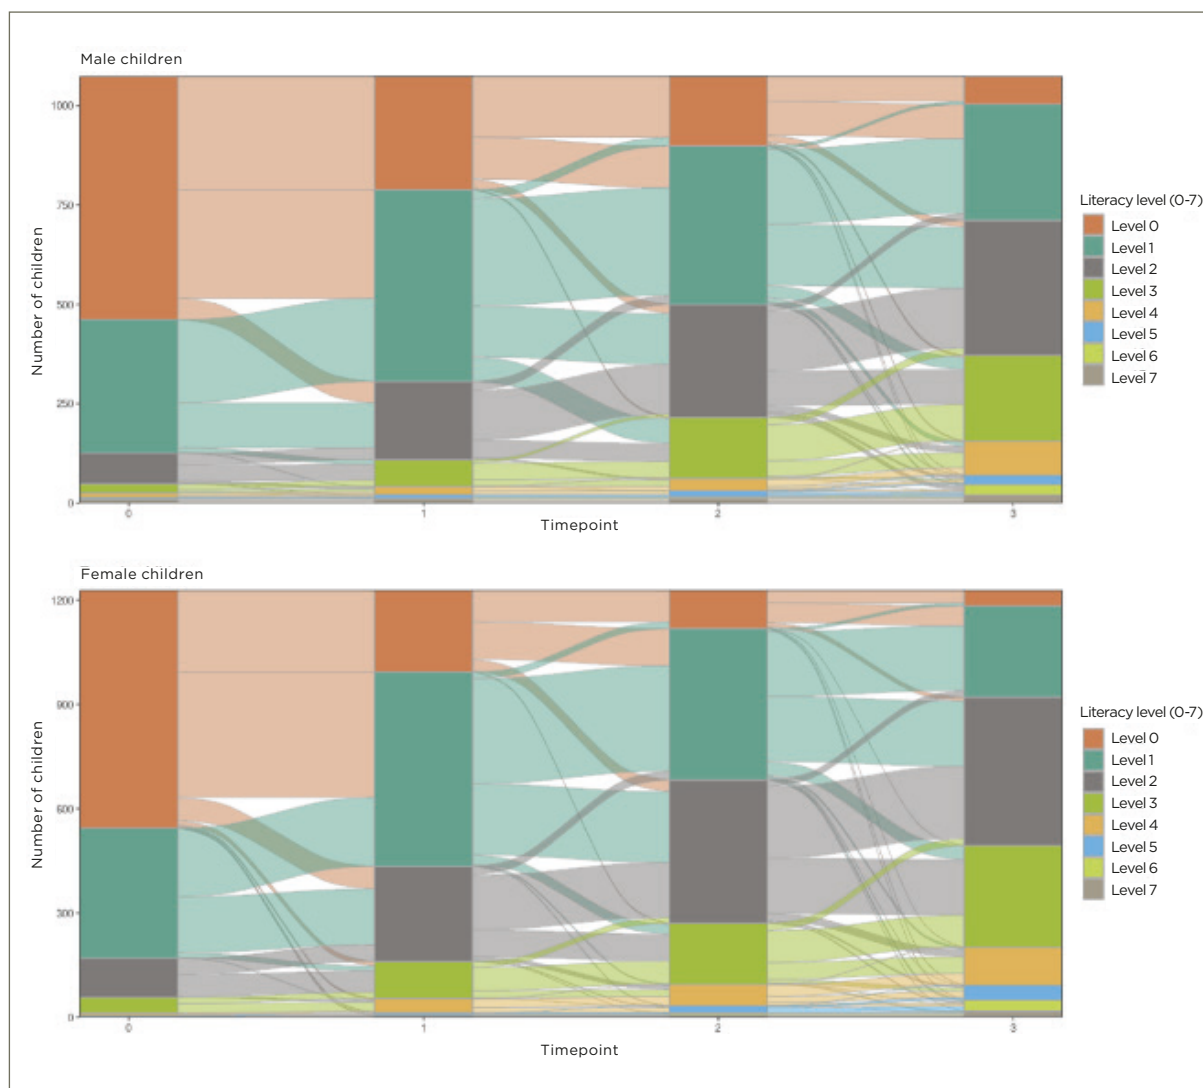 Male children
1000
750
500
250
0
Number of children
0 1 2 3
Timepoint
Literacy level (0-7)
Level 0
Level 1
Level 2
Level 3
Level 4
Level 5
Level 6
Level 7
Female children
1200
900
600
300
0
Number of children
0 1 2 3
Timepoint
Literacy level (0-7)
Level 0
Level 1
Level 2
Level 3
Level 4
Level 5
Level 6
Level 7